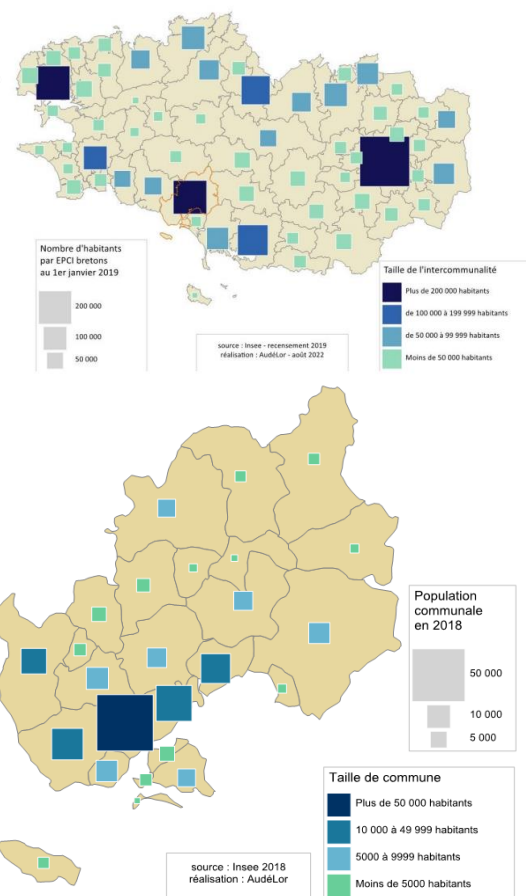 Nombre d'habitants
par EPCI bretons
au 1er janvier 2019
200 000
100 000
50 000
source : Insee - recensement 2019
réalisation : AudéLor - août 2022
Taille de l'intercommunalité
Plus de 200 000 habitants
de 100 000 à 199 999 habitants
de 50 000 à 99 999 habitants
Moins de 50 000 habitants
Population
communale
en 2018
50 000
10 000
5 000
Taille de commune
Plus de 50 000 habitants
10 000 à 49 999 habitants
5000 à 9999 habitants
Moins de 5000 habitants
source : Insee 2018
réalisation : AudéLor